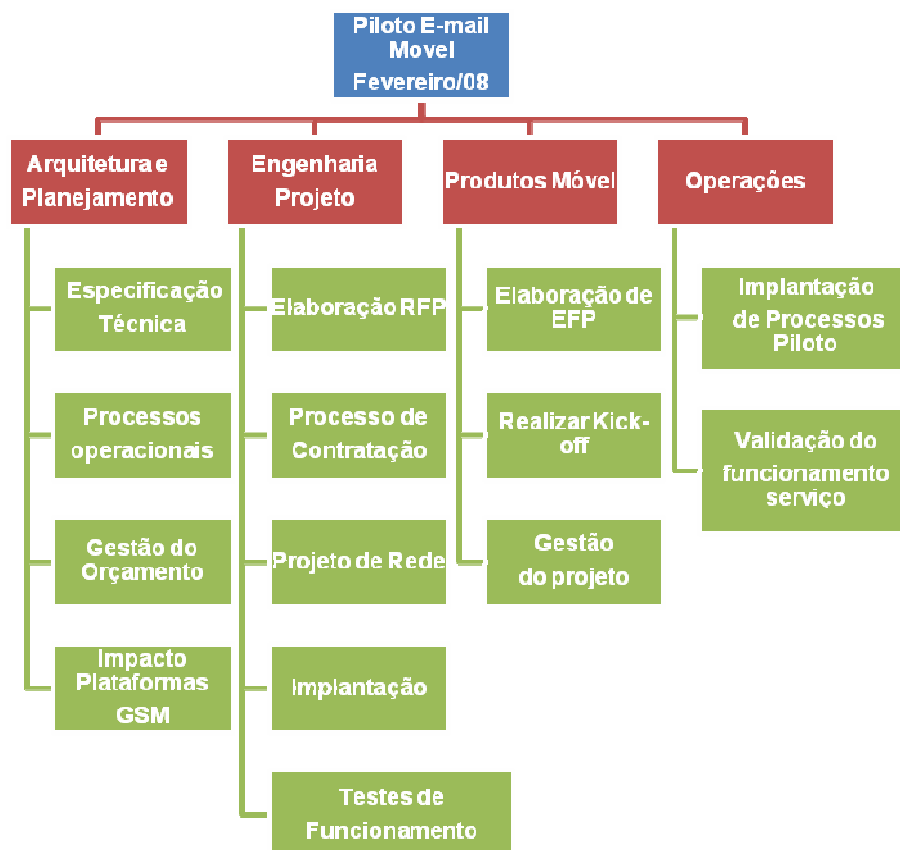 Piloto E-mail
Movel
Fevereiro/08
Arquitetura e
Planejamento
Engenharia
Projeto
Produtos Móvel
Operações
Especificação
Técnica
Processos
operacionais
Gestão do
Orçamento
Impacto
Plataformas
GSM
Elaboração RFP
Processo de
Contratação
Projeto de Rede
Implantação
Testes de
Funcionamento
Elaboração de
EFP
Realizar Kick-
off
Gestão
do projeto
Implantação
de Processos
Piloto
Validação do
funcionamento
serviço